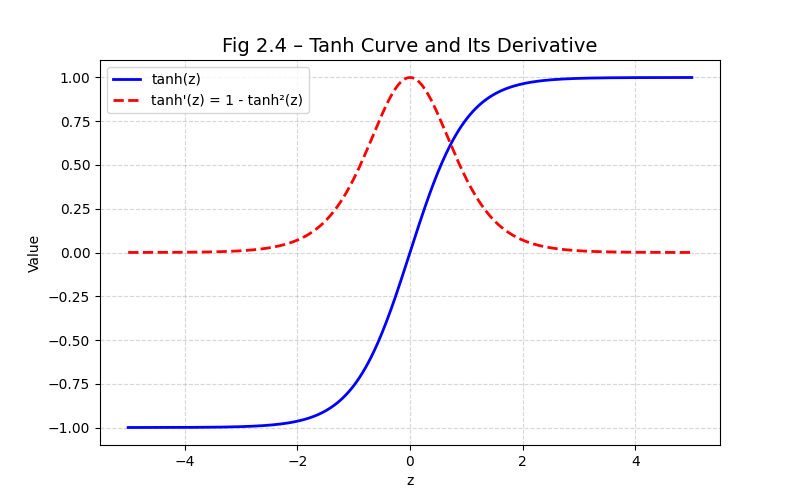 Fig 2.4 – Tanh Curve and Its Derivative
tanh(z)
tanh'(z) = 1 - tanh²(z)
1.00
0.75
0.50
0.25
0.00
−0.25
−0.50
−0.75
−1.00
Value
−4
−2
0
2
4
z